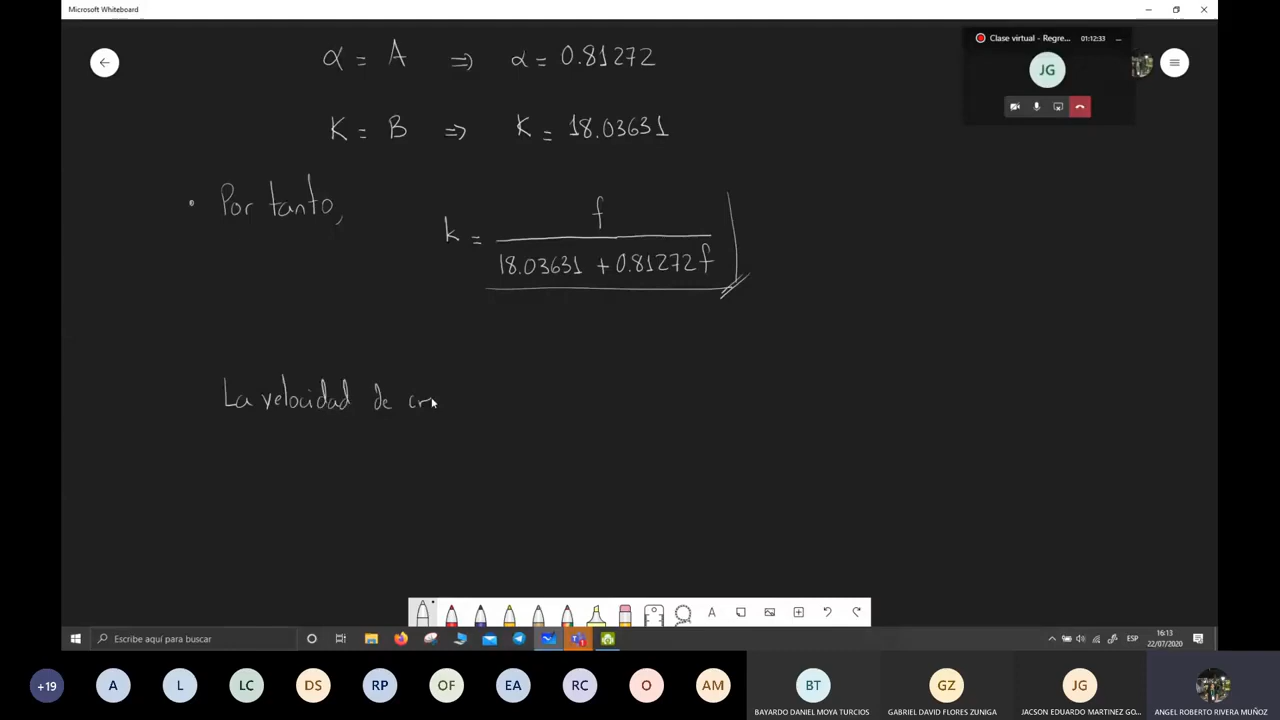 Microsoft Whiteboard
α = A ⇒ α = 0.81272
Clase virtual - Regre...
JG
K = B ⇒ K = 18.03631
• Por tanto,
k = f / (18.03631 + 0.81272f)
La velocidad de cr
A
Escribe aquí para buscar
ESP
16:13
22/07/2020
+19
A
L
LC
DS
RP
OF
EA
RC
O
AM
BT
BAYARDO DANIEL MOYA TURCIOS
GZ
GABRIEL DAVID FLORES ZUNIGA
JG
JACSON EDUARDO MARTINEZ GO...
ANGEL ROBERTO RIVERA MUÑOZ